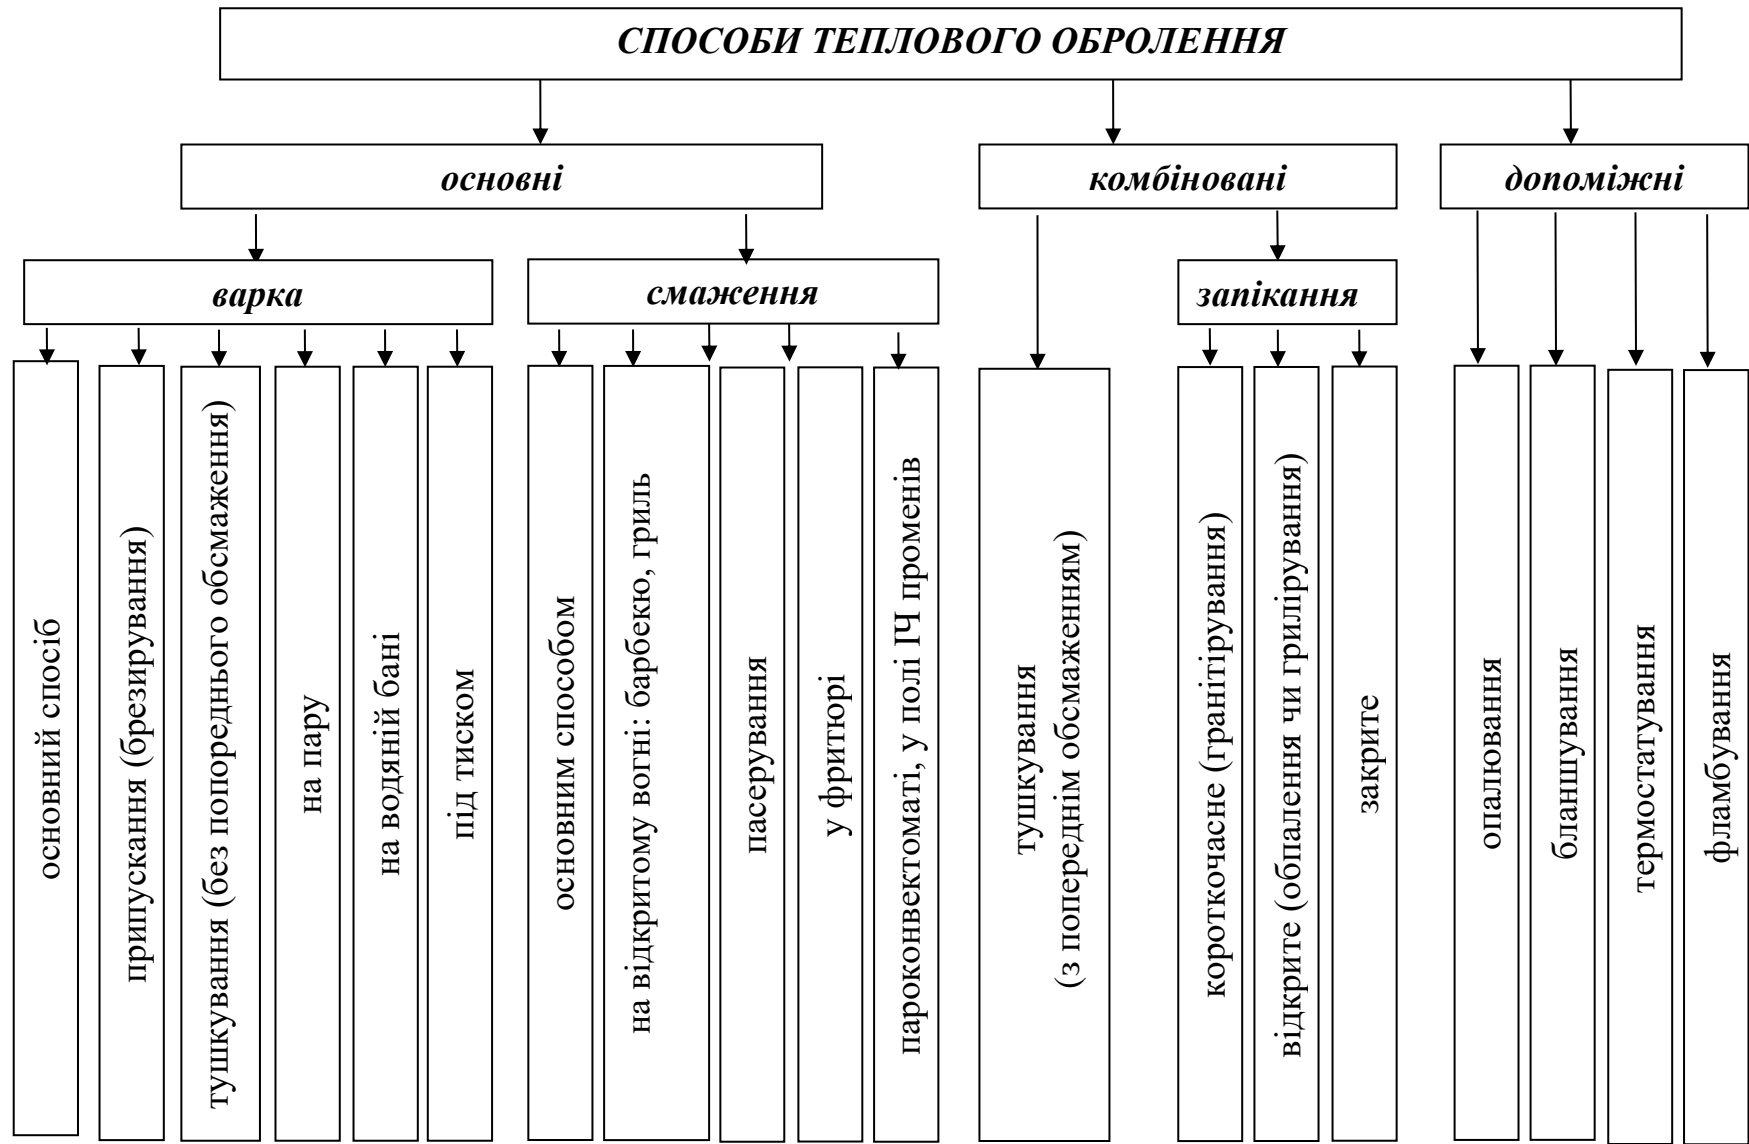 СПОСОБИ ТЕПЛОВОГО ОБРОЛЕННЯ
основні
комбіновані
допоміжні
варка
смаження
запікання
основний спосіб
припускання (брезирування)
тушкування (без попореднього обсмаження)
на пару
на водяній бані
під тиском
основним способом
на відкритому вогні: барбекю, гриль
пасерування
у фритюрі
пароконвектоматі, у полі ІЧ променів
тушкування
(з попереднім обсмаженням)
короткочасне (гранітірування)
відкрите (обпалення чи грилірування)
закрите
опалювання
бланшування
термостатування
фламбування